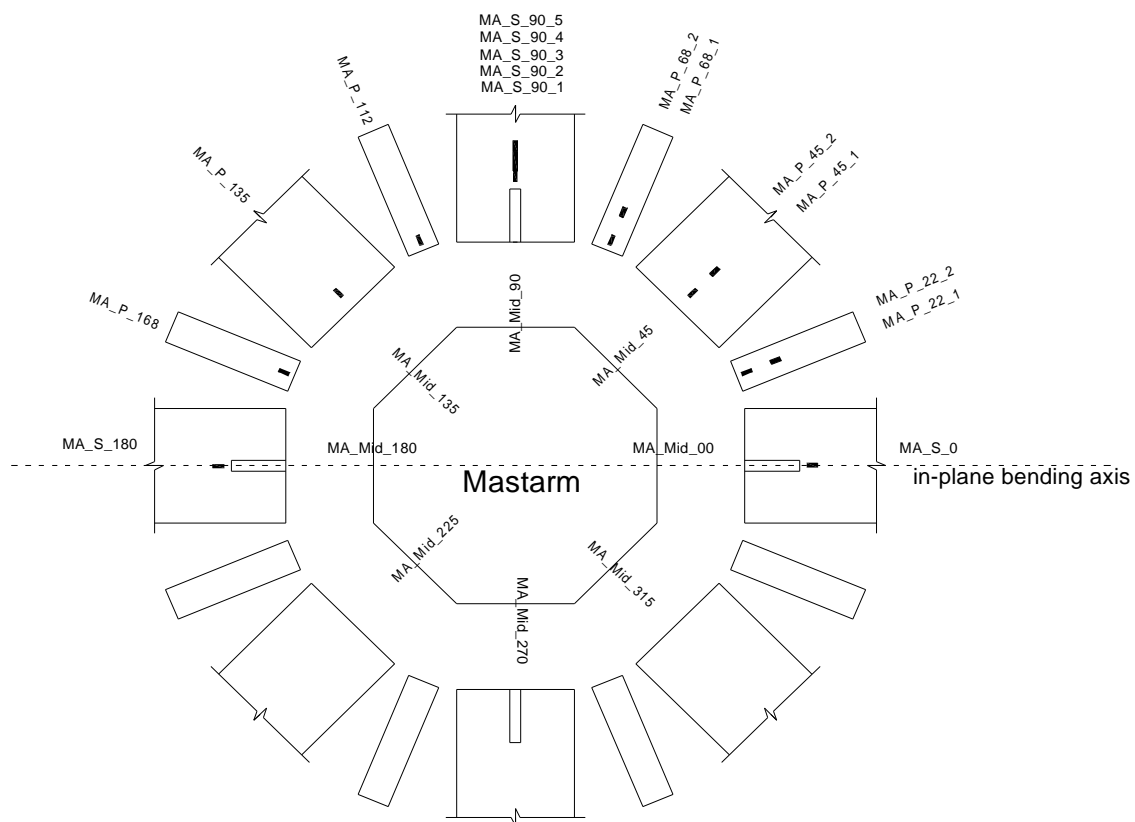 MA_S_90_5
MA_S_90_4
MA_S_90_3
MA_S_90_2
MA_S_90_1
MA_P_112
MA_P_68_2
MA_P_68_1
MA_P_135
MA_P_45_2
MA_P_45_1
MA_P_168
MA_P_22_2
MA_P_22_1
MA_Mid_90
MA_Mid_135
MA_Mid_45
MA_S_180
MA_Mid_180
MA_Mid_00
MA_S_0
Mastarm
in-plane bending axis
MA_Mid_225
MA_Mid_315
MA_Mid_270